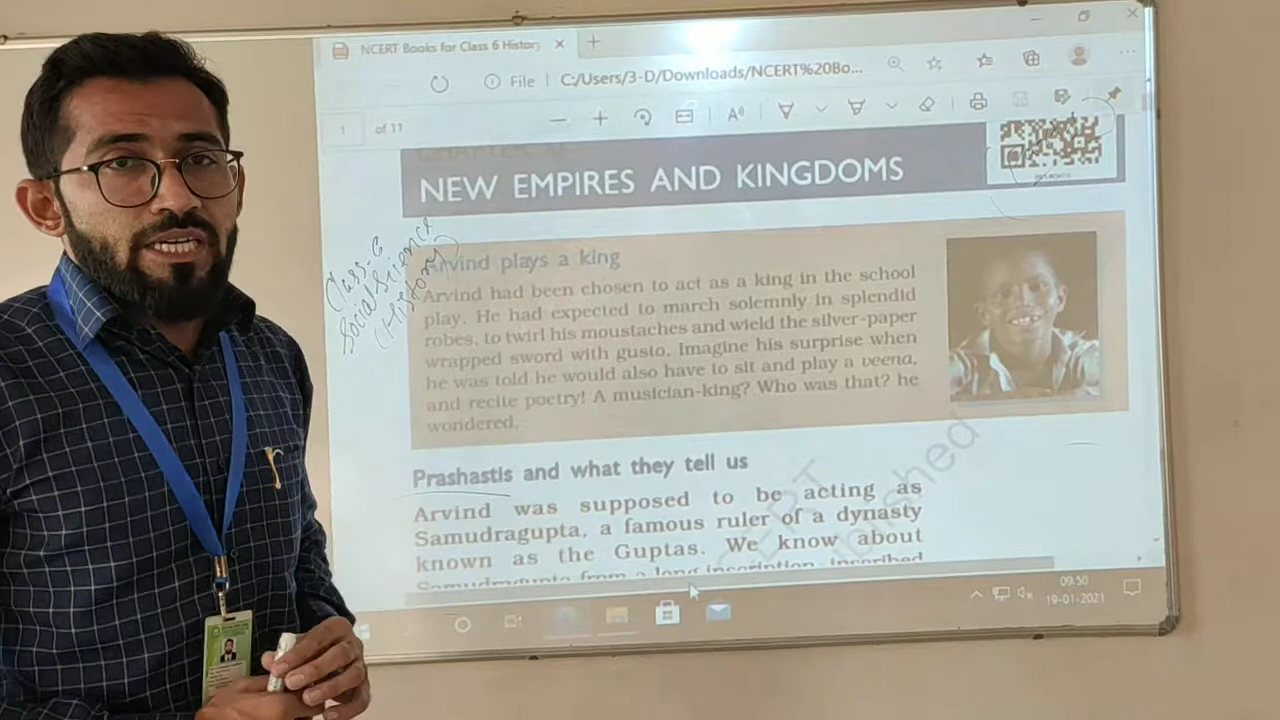 NCERT Books for Class 6 History
File
C:/Users/3-D/Downloads/NCERT%20Bo...
1 of 11
NEW EMPIRES AND KINGDOMS
Class-6
Social Science
(History)
Arvind plays a king
Arvind had been chosen to act as a king in the school
play. He had expected to march solemnly in splendid
robes, to twirl his moustaches and wield the silver-paper
wrapped sword with gusto. Imagine his surprise when
he was told he would also have to sit and play a veena,
and recite poetry! A musician-king? Who was that? he
wondered.
Prashastis and what they tell us
Arvind was supposed to be acting as
Samudragupta, a famous ruler of a dynasty
known as the Guptas. We know about
Samudragupta from a long inscription, inscribed
published
09:50
19-01-2021